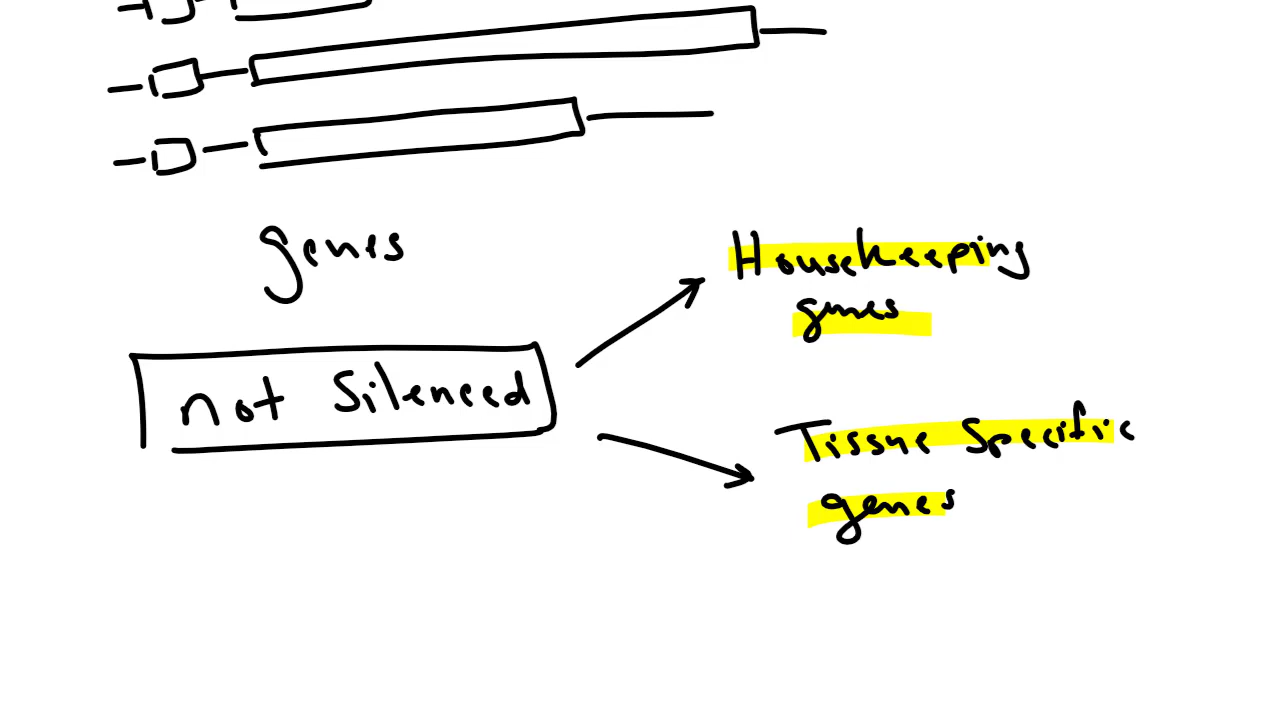 genes
not Silenced
Housekeeping
genes
Tissue Specific
genes